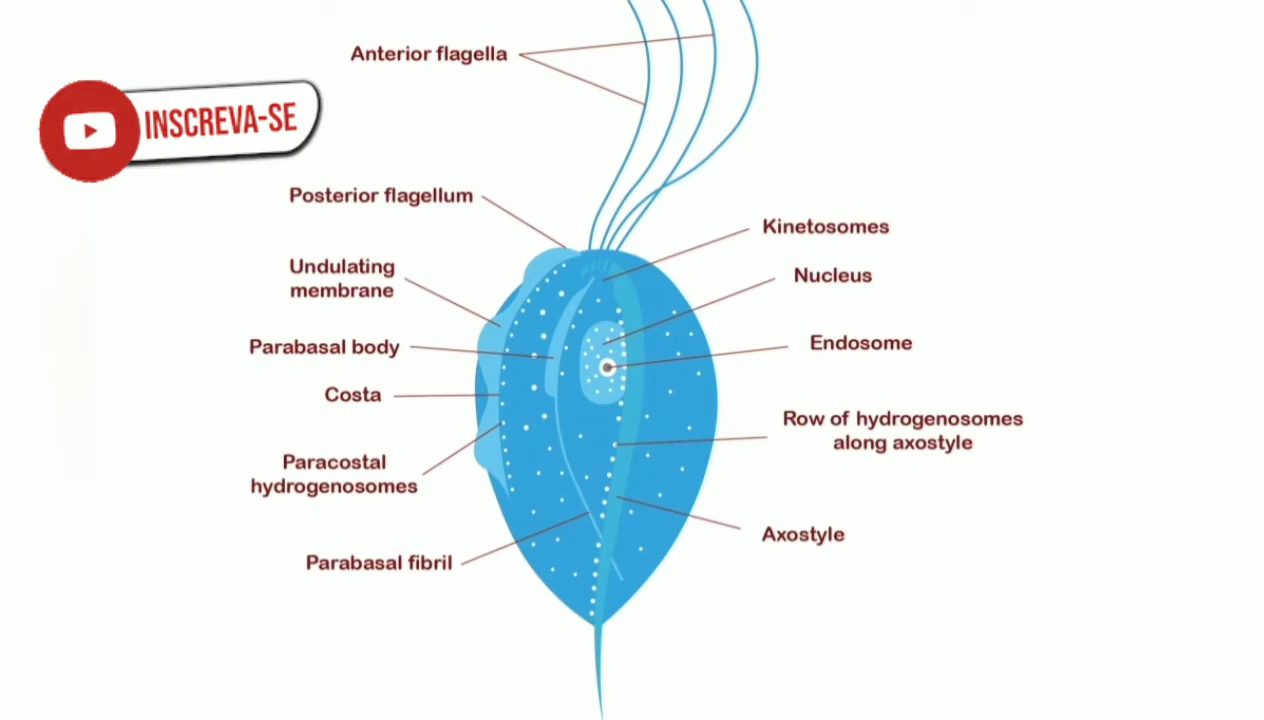 Anterior flagella
INSCREVA-SE
Posterior flagellum
Kinetosomes
Undulating
membrane
Nucleus
Parabasal body
Endosome
Costa
Row of hydrogenosomes
along axostyle
Paracostal
hydrogenosomes
Axostyle
Parabasal fibril